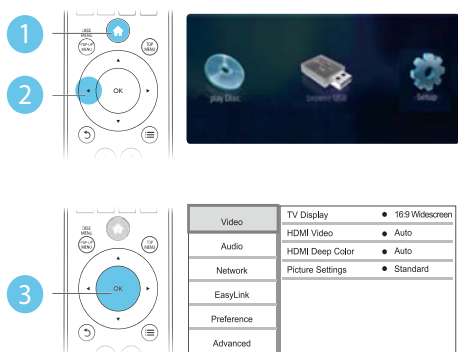 1
DISC
MENU
POP-UP
MENU
TOP
MENU
2
OK
play Disc
browse USB
Setup
DISC
MENU
POP-UP
MENU
TOP
MENU
3
OK
Video
Audio
Network
EasyLink
Preference
Advanced
TV Display ● 16:9 Widescreen
HDMI Video ● Auto
HDMI Deep Color ● Auto
Picture Settings ● Standard